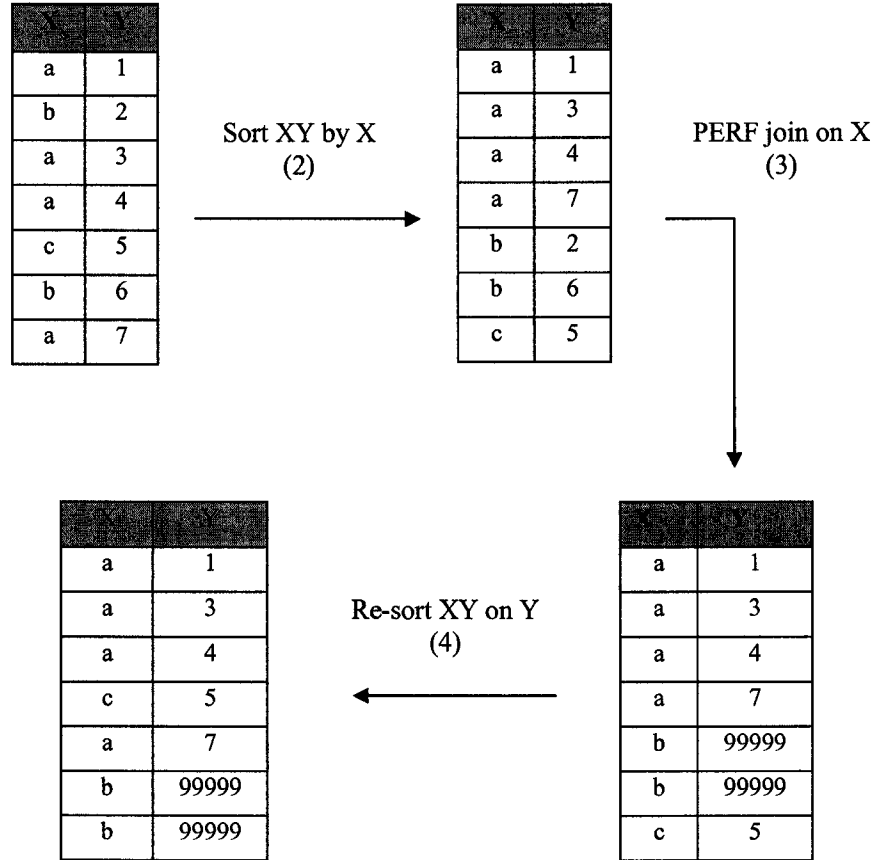 X Y
a 1
b 2
a 3
a 4
c 5
b 6
a 7
Sort XY by X
(2)
X Y
a 1
a 3
a 4
a 7
b 2
b 6
c 5
PERF join on X
(3)
X Y
a 1
a 3
a 4
a 7
b 99999
b 99999
c 5
Re-sort XY on Y
(4)
X Y
a 1
a 3
a 4
c 5
a 7
b 99999
b 99999